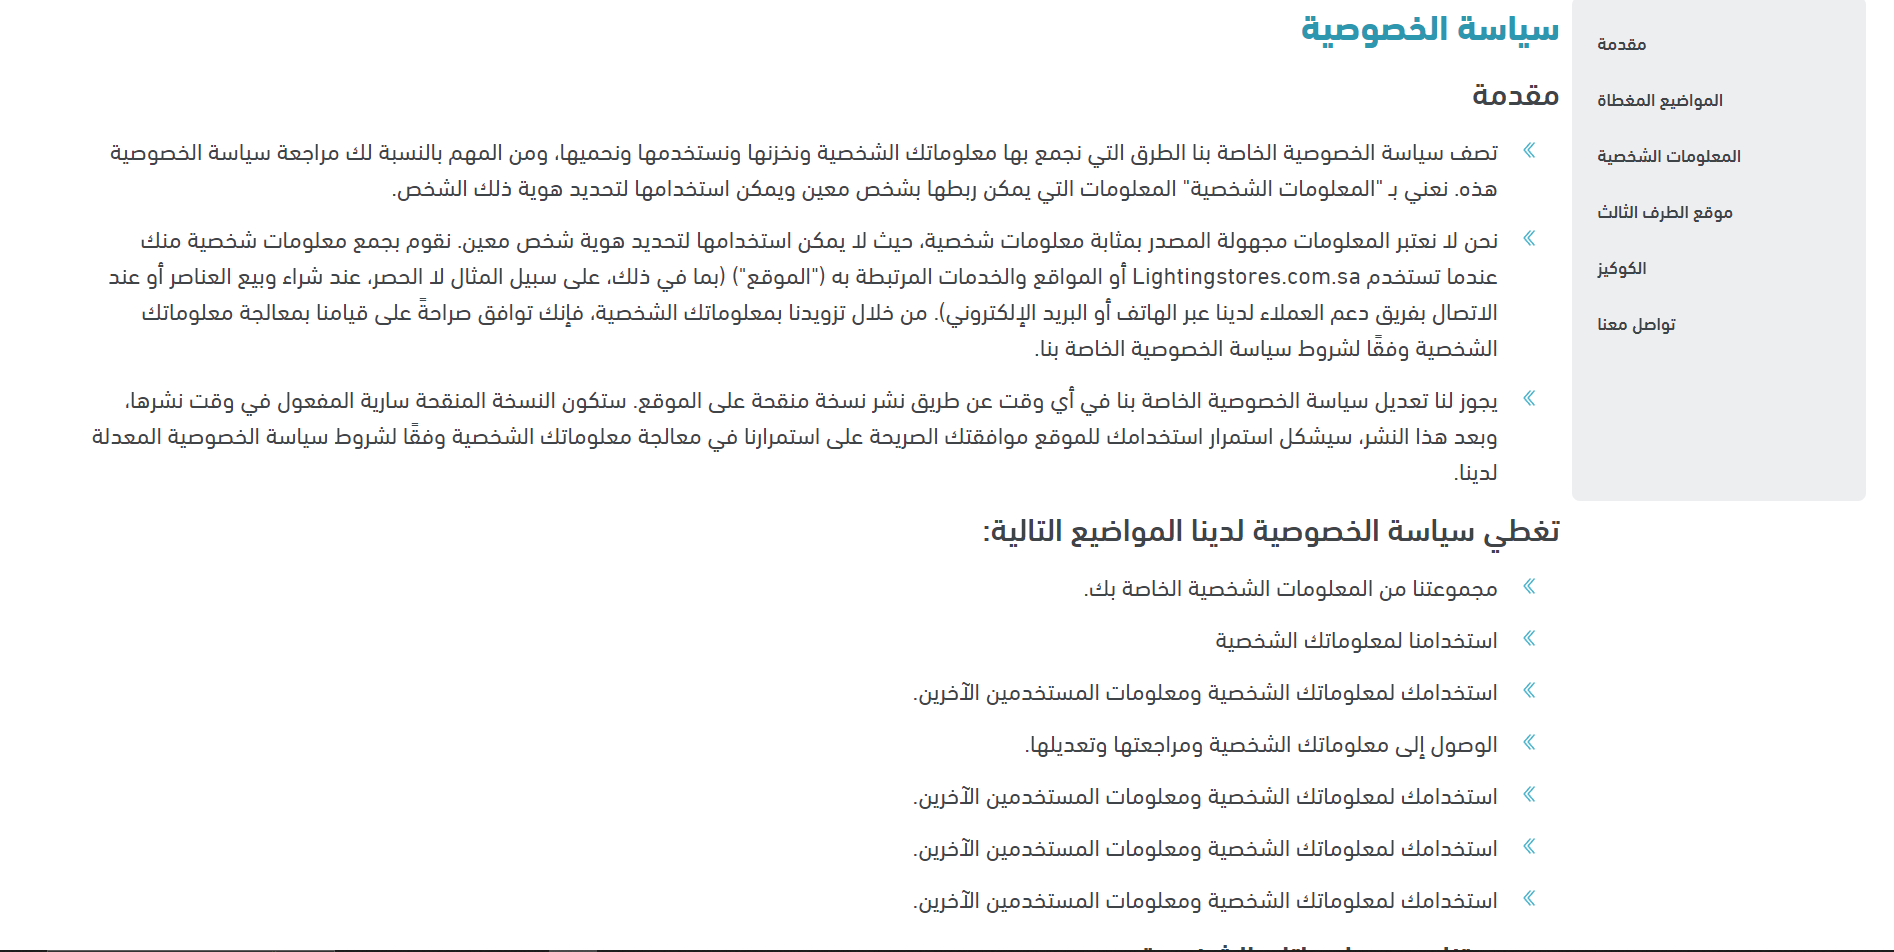 مقدمة
المواضيع المغطاة
المعلومات الشخصية
موقع الطرف الثالث
الكوكيز
تواصل معنا
سياسة الخصوصية
مقدمة
تصف سياسة الخصوصية الخاصة بنا الطرق التي نجمع بها معلوماتك الشخصية ونخزنها ونستخدمها ونحميها، ومن المهم بالنسبة لك مراجعة سياسة الخصوصية
هذه. نعني بـ "المعلومات الشخصية" المعلومات التي يمكن ربطها بشخص معين ويمكن استخدامها لتحديد هوية ذلك الشخص.
نحن لا نعتبر المعلومات مجهولة المصدر بمثابة معلومات شخصية، حيث لا يمكن استخدامها لتحديد هوية شخص معين. نقوم بجمع معلومات شخصية منك
عندما تستخدم Lightingstores.com.sa أو المواقع والخدمات المرتبطة به ("الموقع") (بما في ذلك، على سبيل المثال لا الحصر، عند شراء وبيع العناصر أو عند
الاتصال بفريق دعم العملاء لدينا عبر الهاتف أو البريد الإلكتروني). من خلال تزويدنا بمعلوماتك الشخصية، فإنك توافق صراحةً على قيامنا بمعالجة معلوماتك
الشخصية وفقًا لشروط سياسة الخصوصية الخاصة بنا.
يجوز لنا تعديل سياسة الخصوصية الخاصة بنا في أي وقت عن طريق نشر نسخة منقحة على الموقع. ستكون النسخة المنقحة سارية المفعول في وقت نشرها،
وبعد هذا النشر، سيشكل استمرار استخدامك للموقع موافقتك الصريحة على استمرارنا في معالجة معلوماتك الشخصية وفقًا لشروط سياسة الخصوصية المعدلة
لدينا.
تغطي سياسة الخصوصية لدينا المواضيع التالية:
مجموعتنا من المعلومات الشخصية الخاصة بك.
استخدامنا لمعلوماتك الشخصية
استخدامك لمعلوماتك الشخصية ومعلومات المستخدمين الآخرين.
الوصول إلى معلوماتك الشخصية ومراجعتها وتعديلها.
استخدامك لمعلوماتك الشخصية ومعلومات المستخدمين الآخرين.
استخدامك لمعلوماتك الشخصية ومعلومات المستخدمين الآخرين.
استخدامك لمعلوماتك الشخصية ومعلومات المستخدمين الآخرين.